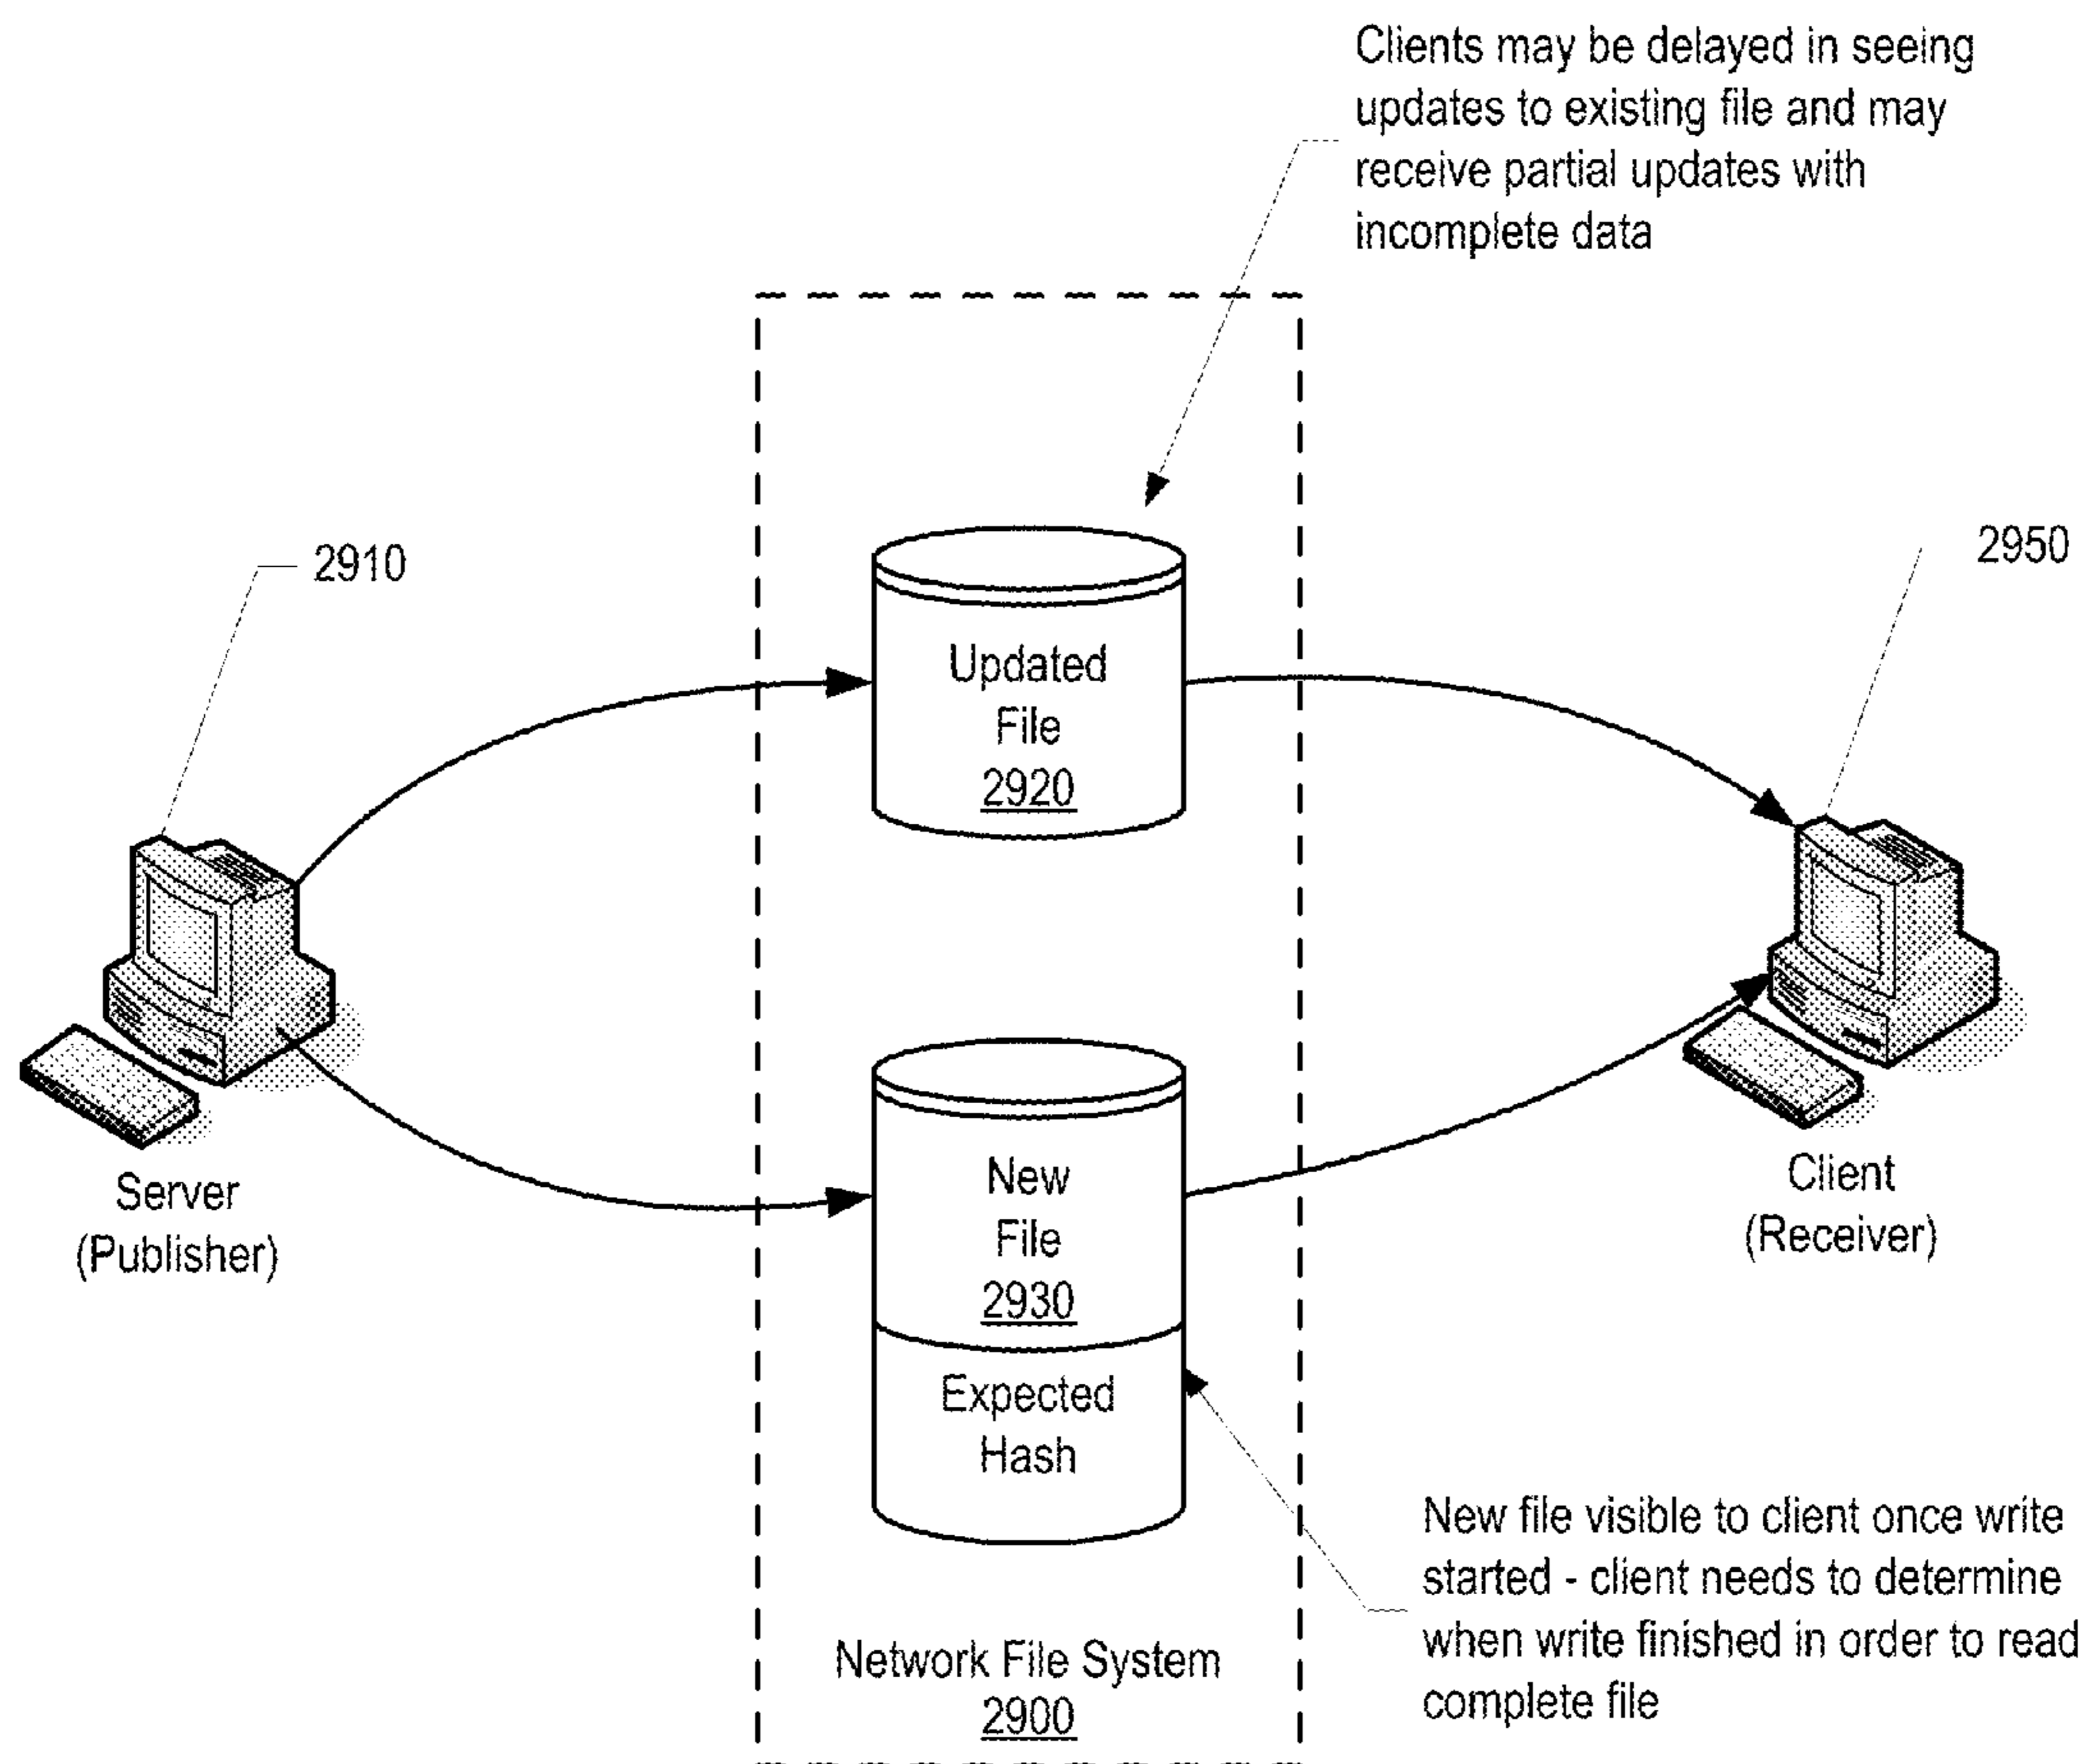 Clients may be delayed in seeing
updates to existing file and may
receive partial updates with
incomplete data
2910
2950
Updated
File
2920
Server
(Publisher)
New
File
2930
Expected
Hash
Client
(Receiver)
New file visible to client once write
started - client needs to determine
when write finished in order to read
complete file
Network File System
2900